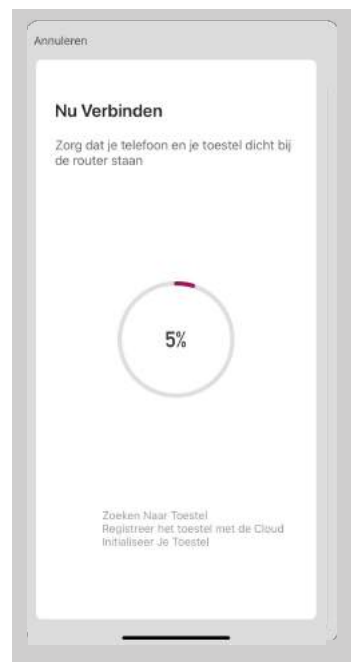 Annuleren
Nu Verbinden
Zorg dat je telefoon en je toestel dicht bij
de router staan
5%
Zoeken Naar Toestel
Registreer het toestel met de Cloud
Initialiseer Je Toestel